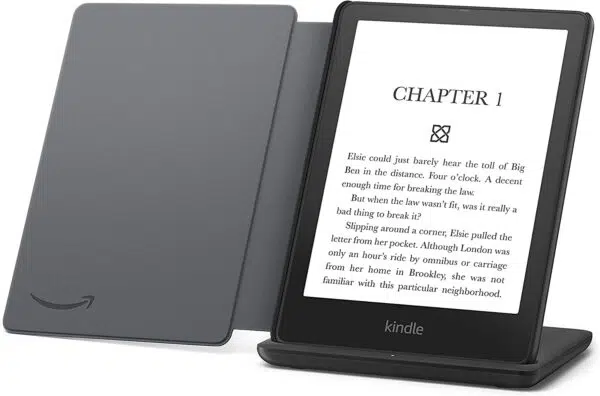 CHAPTER 1
Elsie could just barely hear the toll of Big
Ben in the distance. Four o'clock. A decent
enough time for breaking the law.
But when the law wasn't fit, was it really a
bad thing to break it?
Slipping around a corner, Elsie pulled the
letter from her pocket. Although London was
only an hour's ride by omnibus or carriage
from her home in Brookley, she was not
familiar with this particular neighborhood.
kindle